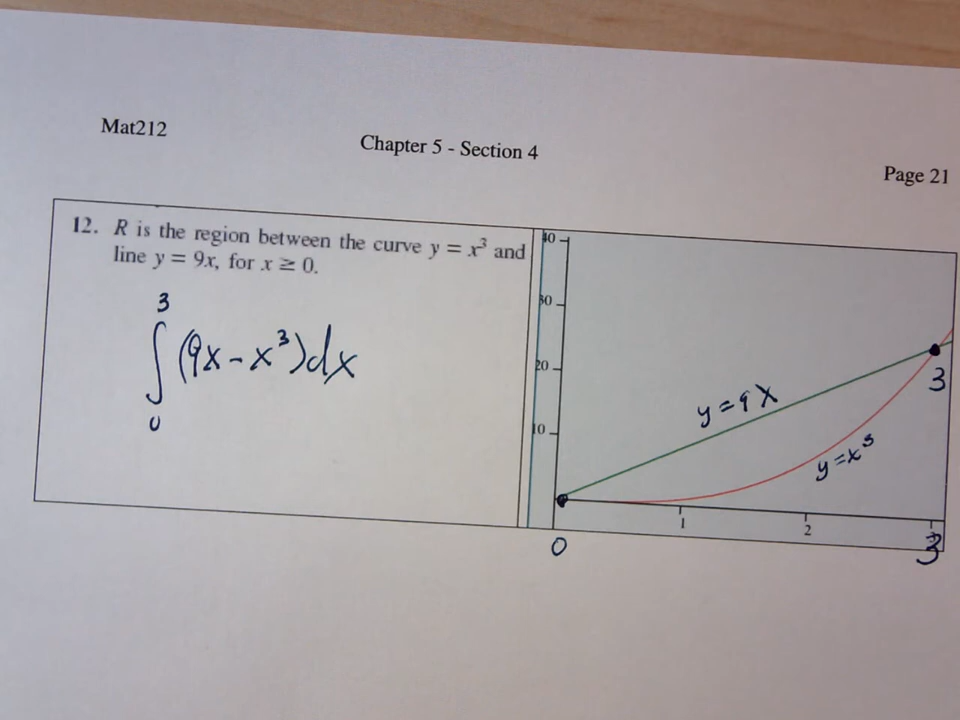 Mat212
Chapter 5 - Section 4
Page 21
12. R is the region between the curve y = x³ and
line y = 9x, for x ≥ 0.
3
∫ (9x - x³)dx
0
40
30
20
10
y = 9x
y = x³
3
1
2
0
3